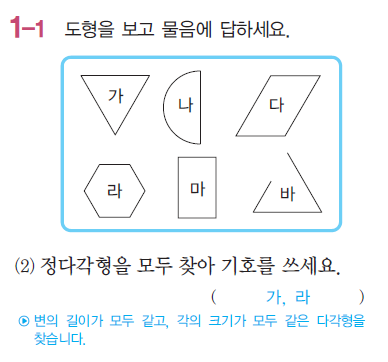 1-1 도형을 보고 물음에 답하세요.
가 나 다
라 마 바
(2) 정다각형을 모두 찾아 기호를 쓰세요.
( 가, 라 )
변의 길이가 모두 같고, 각의 크기가 모두 같은 다각형을
찾습니다.